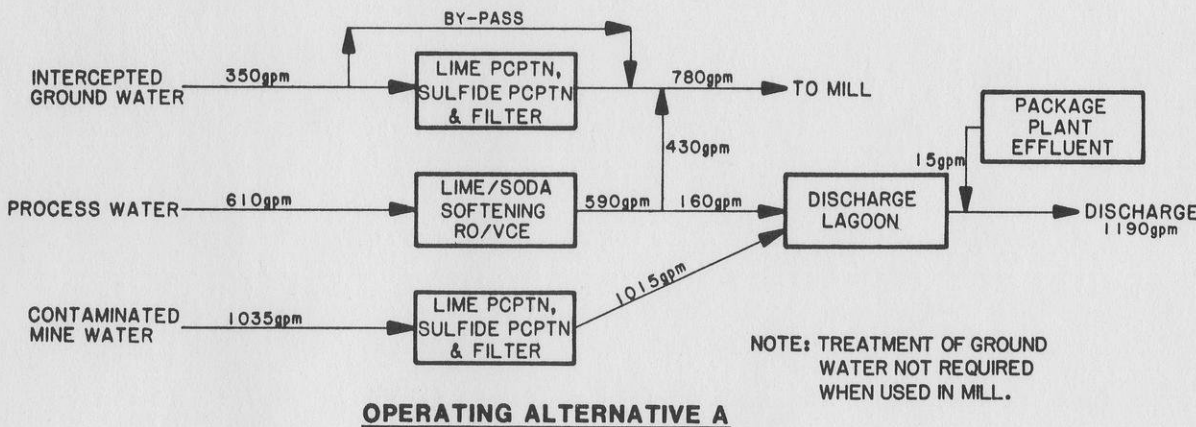 BY-PASS
INTERCEPTED
GROUND WATER
350gpm
LIME PCPTN,
SULFIDE PCPTN
& FILTER
780gpm
TO MILL
430gpm
PACKAGE
PLANT
EFFLUENT
15gpm
PROCESS WATER
610gpm
LIME/SODA
SOFTENING
RO/VCE
590gpm
160gpm
DISCHARGE
LAGOON
DISCHARGE
1190gpm
CONTAMINATED
MINE WATER
1035gpm
LIME PCPTN,
SULFIDE PCPTN
& FILTER
1015gpm
NOTE: TREATMENT OF GROUND
WATER NOT REQUIRED
WHEN USED IN MILL.
OPERATING ALTERNATIVE A